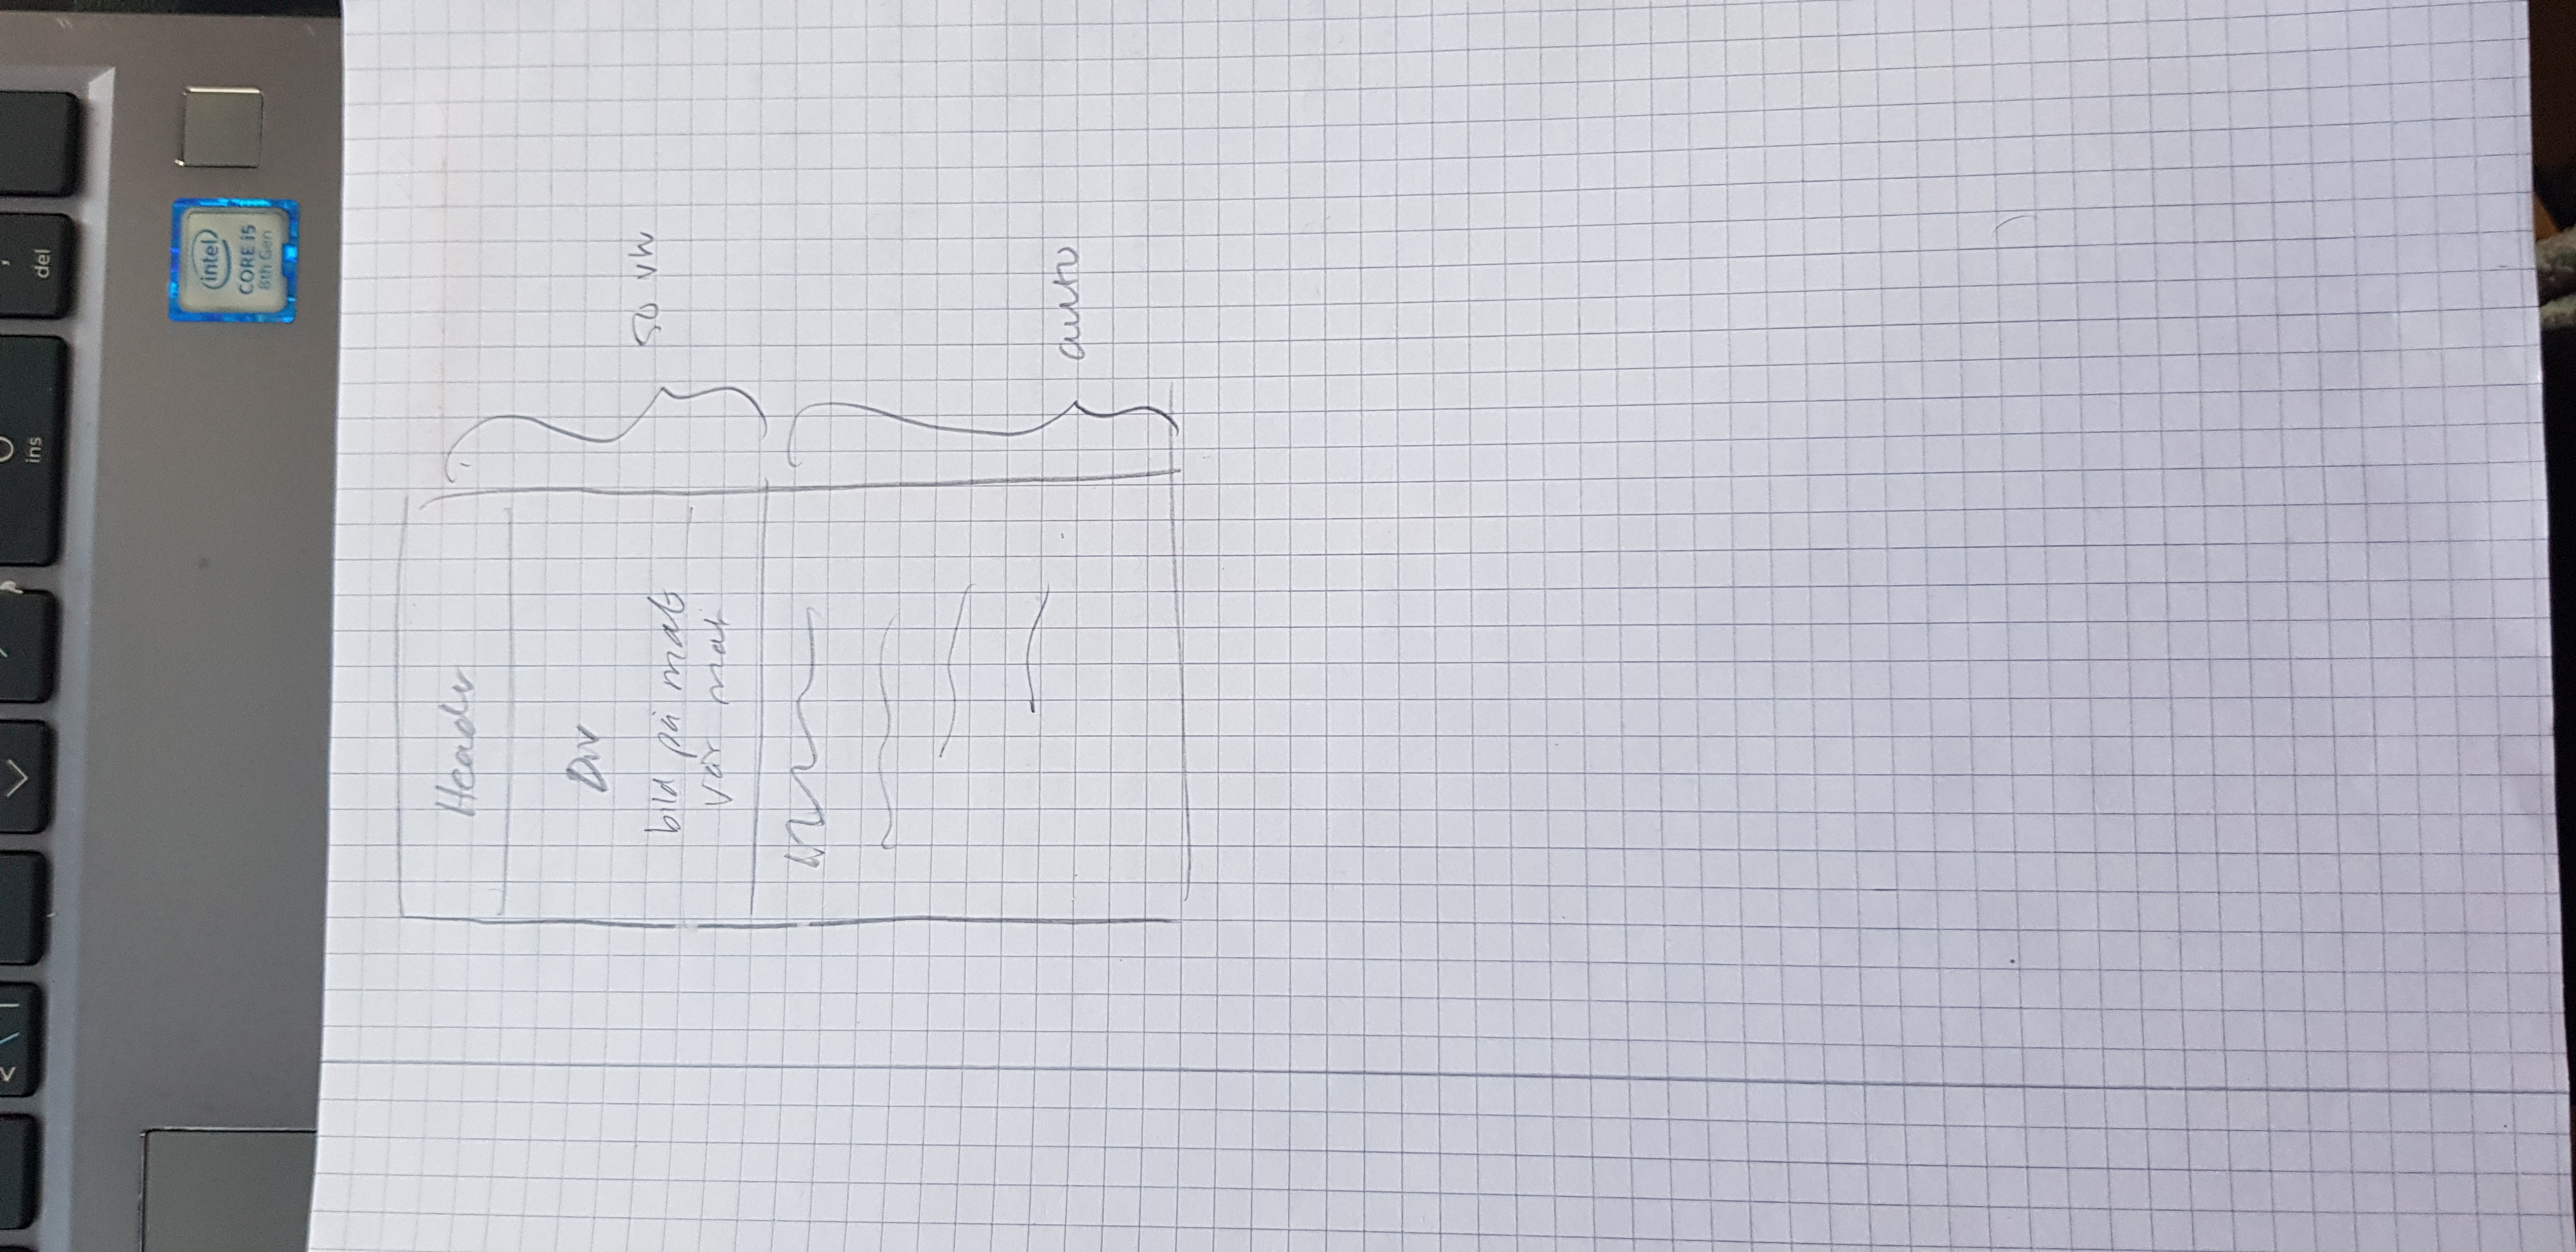 ins
del
intel
CORE i5
8th Gen
Header
Div
bild på mat
vår mat
50 vh
auto